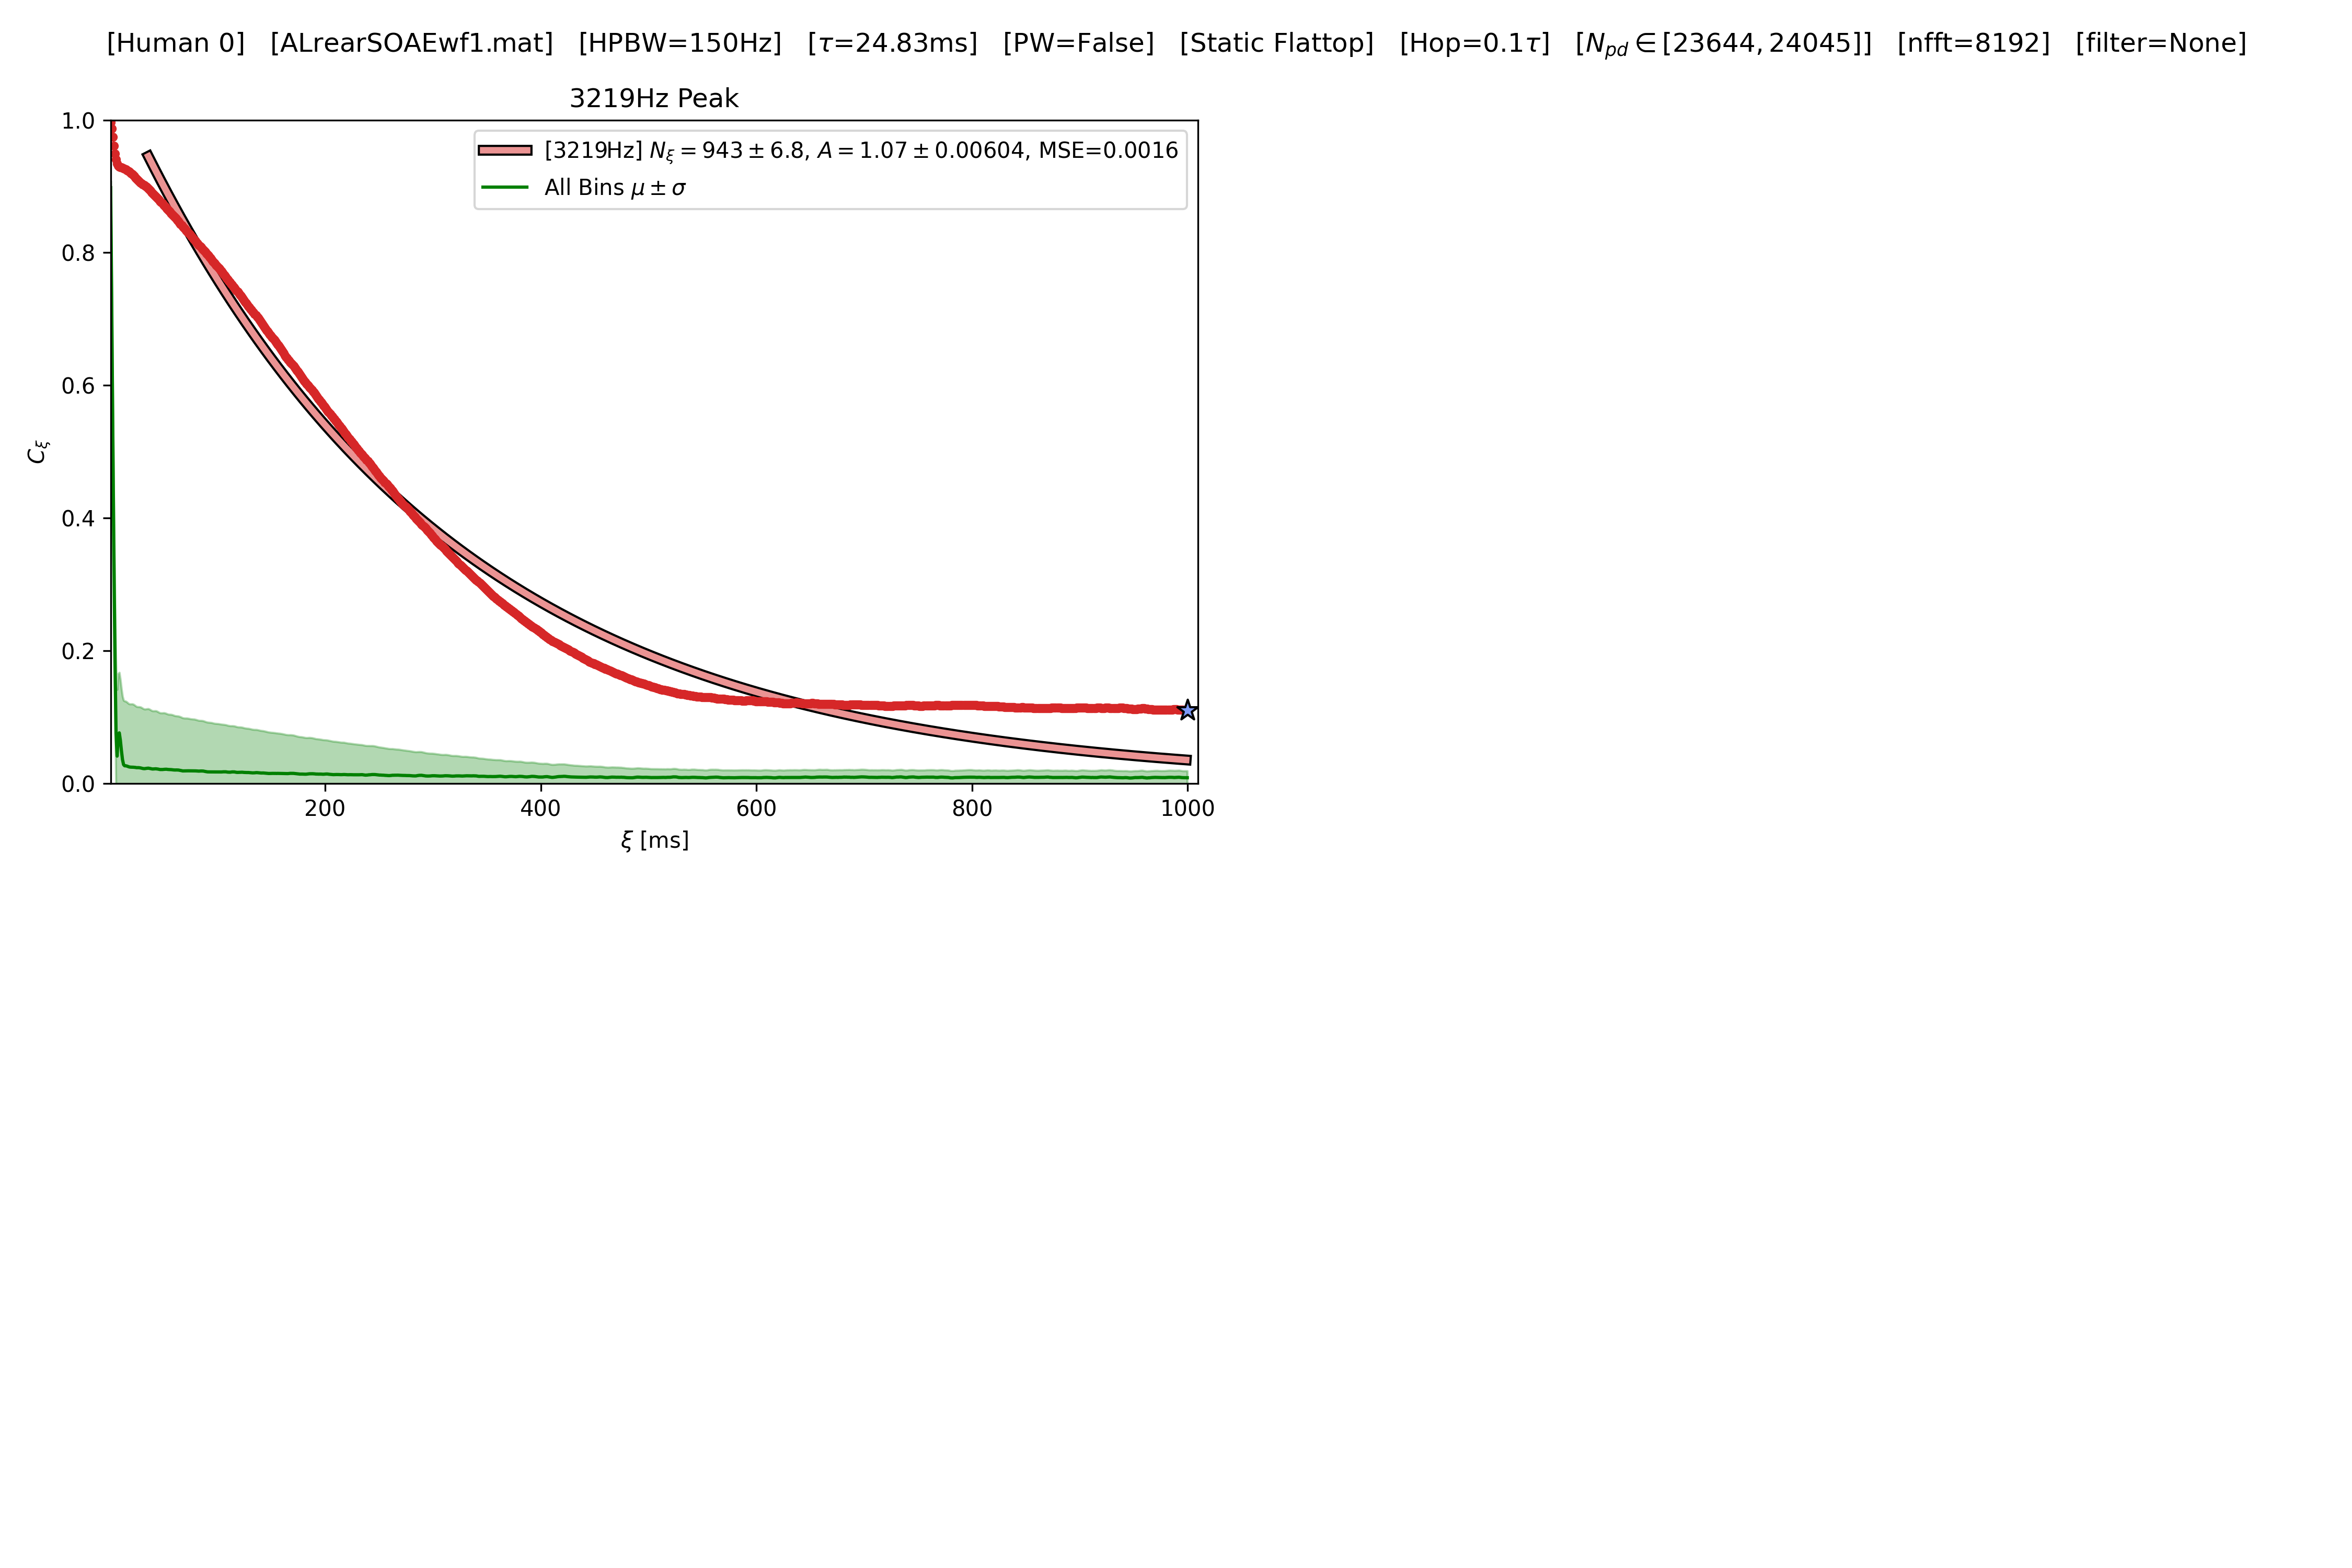 [Human 0]   [ALrearSOAEwf1.mat]   [HPBW=150Hz]   [τ=24.83ms]   [PW=False]   [Static Flattop]   [Hop=0.1τ]   [N_pd ∈ [23644, 24045]]   [nfft=8192]   [filter=None]
3219Hz Peak
[3219Hz] N_ξ = 943 ± 6.8, A = 1.07 ± 0.00604, MSE=0.0016
All Bins μ ± σ
1.0
0.8
0.6
0.4
0.2
0.0
C_ξ
200 400 600 800 1000
ξ [ms]